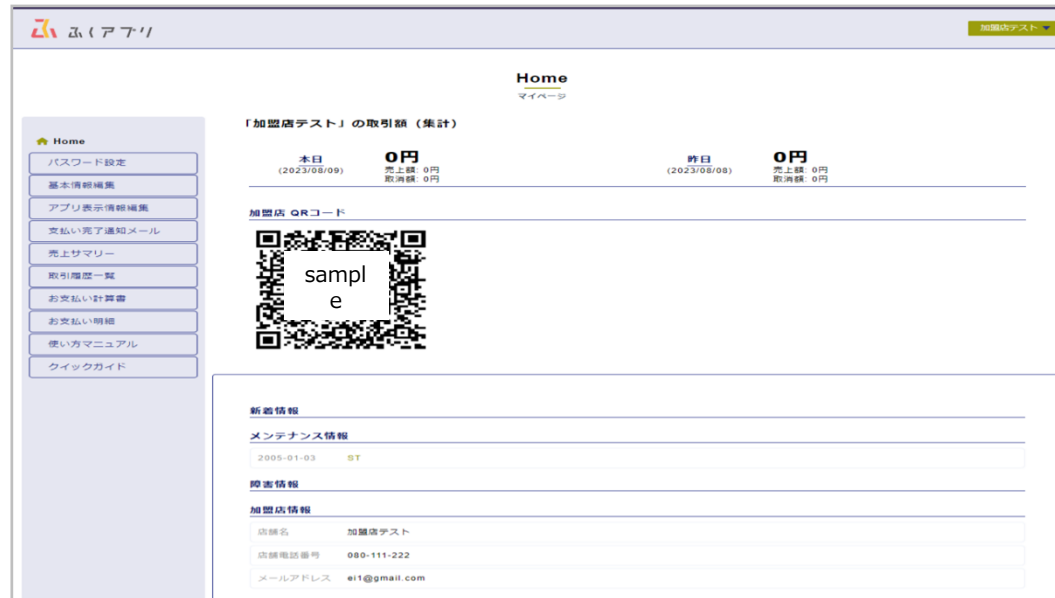 ふくアプリ
加盟店テスト
Home
マイページ
Home
パスワード設定
基本情報編集
アプリ表示情報編集
支払い完了通知メール
売上サマリー
取引履歴一覧
お支払い計算書
お支払い明細
使い方マニュアル
クイックガイド
「加盟店テスト」の取引額（集計）
本日
(2023/08/09)
0円
売上額: 0円
取消額: 0円
昨日
(2023/08/08)
0円
売上額: 0円
取消額: 0円
加盟店 QRコード
sampl
e
新着情報
メンテナンス情報
2005-01-03 ST
障害情報
加盟店情報
店舗名 加盟店テスト
店舗電話番号 080-111-222
メールアドレス ei1@gmail.com